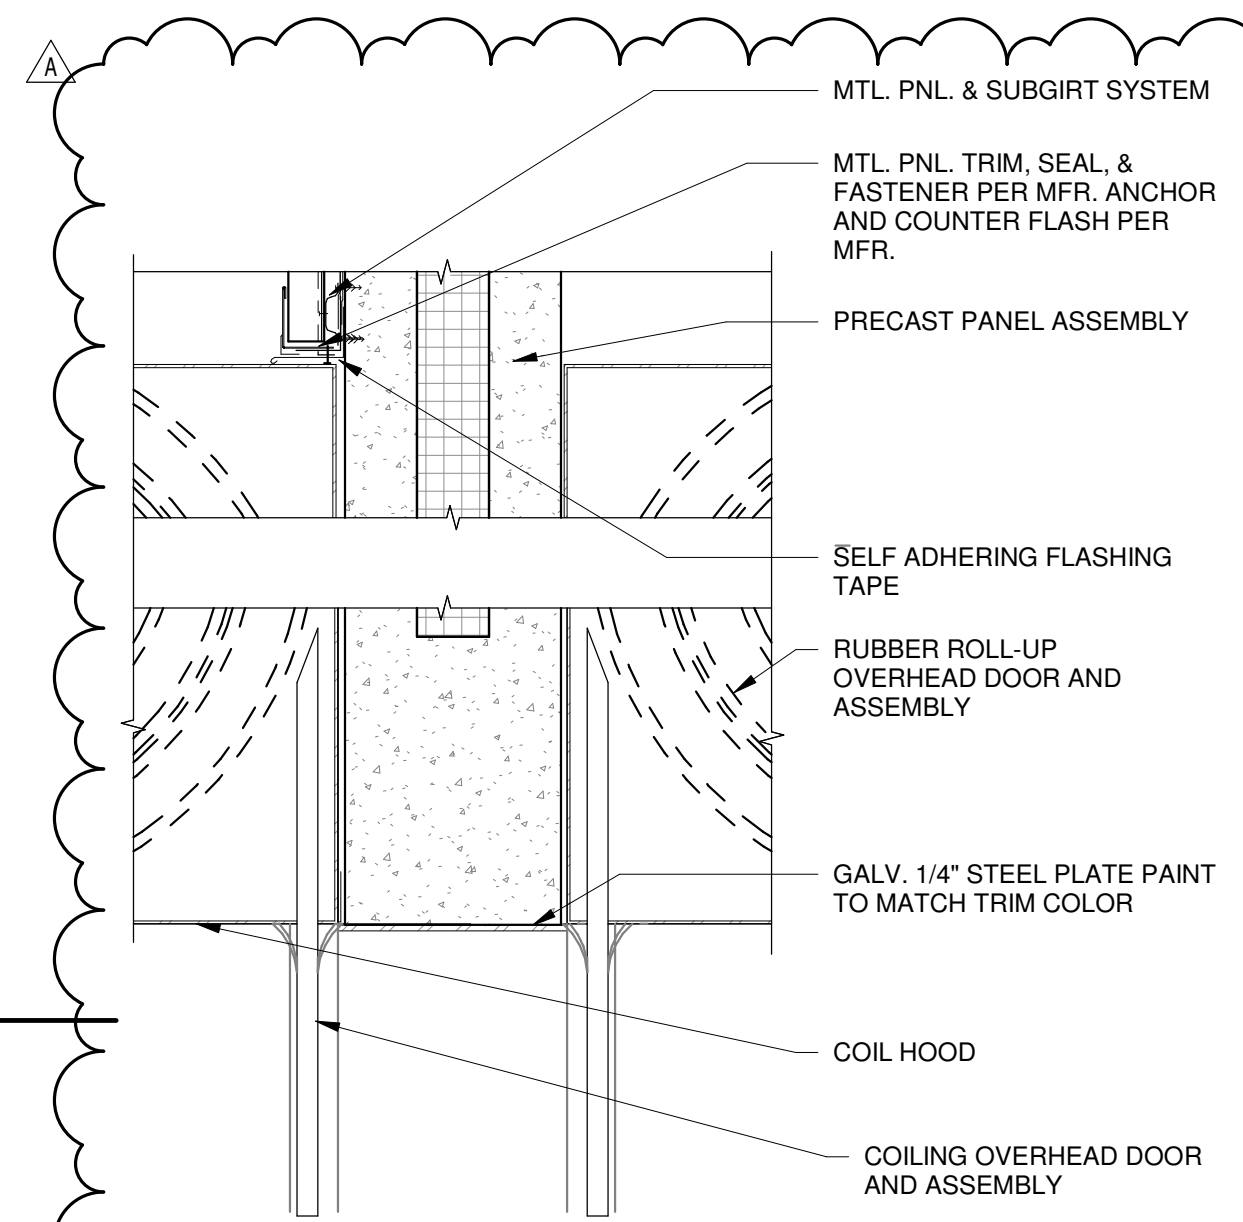 A
MTL. PNL. & SUBGIRT SYSTEM
MTL. PNL. TRIM, SEAL, &
FASTENER PER MFR. ANCHOR
AND COUNTER FLASH PER
MFR.
PRECAST PANEL ASSEMBLY
SELF ADHERING FLASHING
TAPE
RUBBER ROLL-UP
OVERHEAD DOOR AND
ASSEMBLY
GALV. 1/4" STEEL PLATE PAINT
TO MATCH TRIM COLOR
COIL HOOD
COILING OVERHEAD DOOR
AND ASSEMBLY